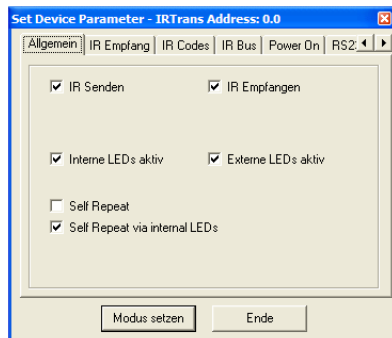 Set Device Parameter - IRTrans Address: 0.0
Allgemein IR Empfang IR Codes IR Bus Power On RS2
IR Senden IR Empfangen
Interne LEDs aktiv Externe LEDs aktiv
Self Repeat
Self Repeat via internal LEDs
Modus setzen Ende